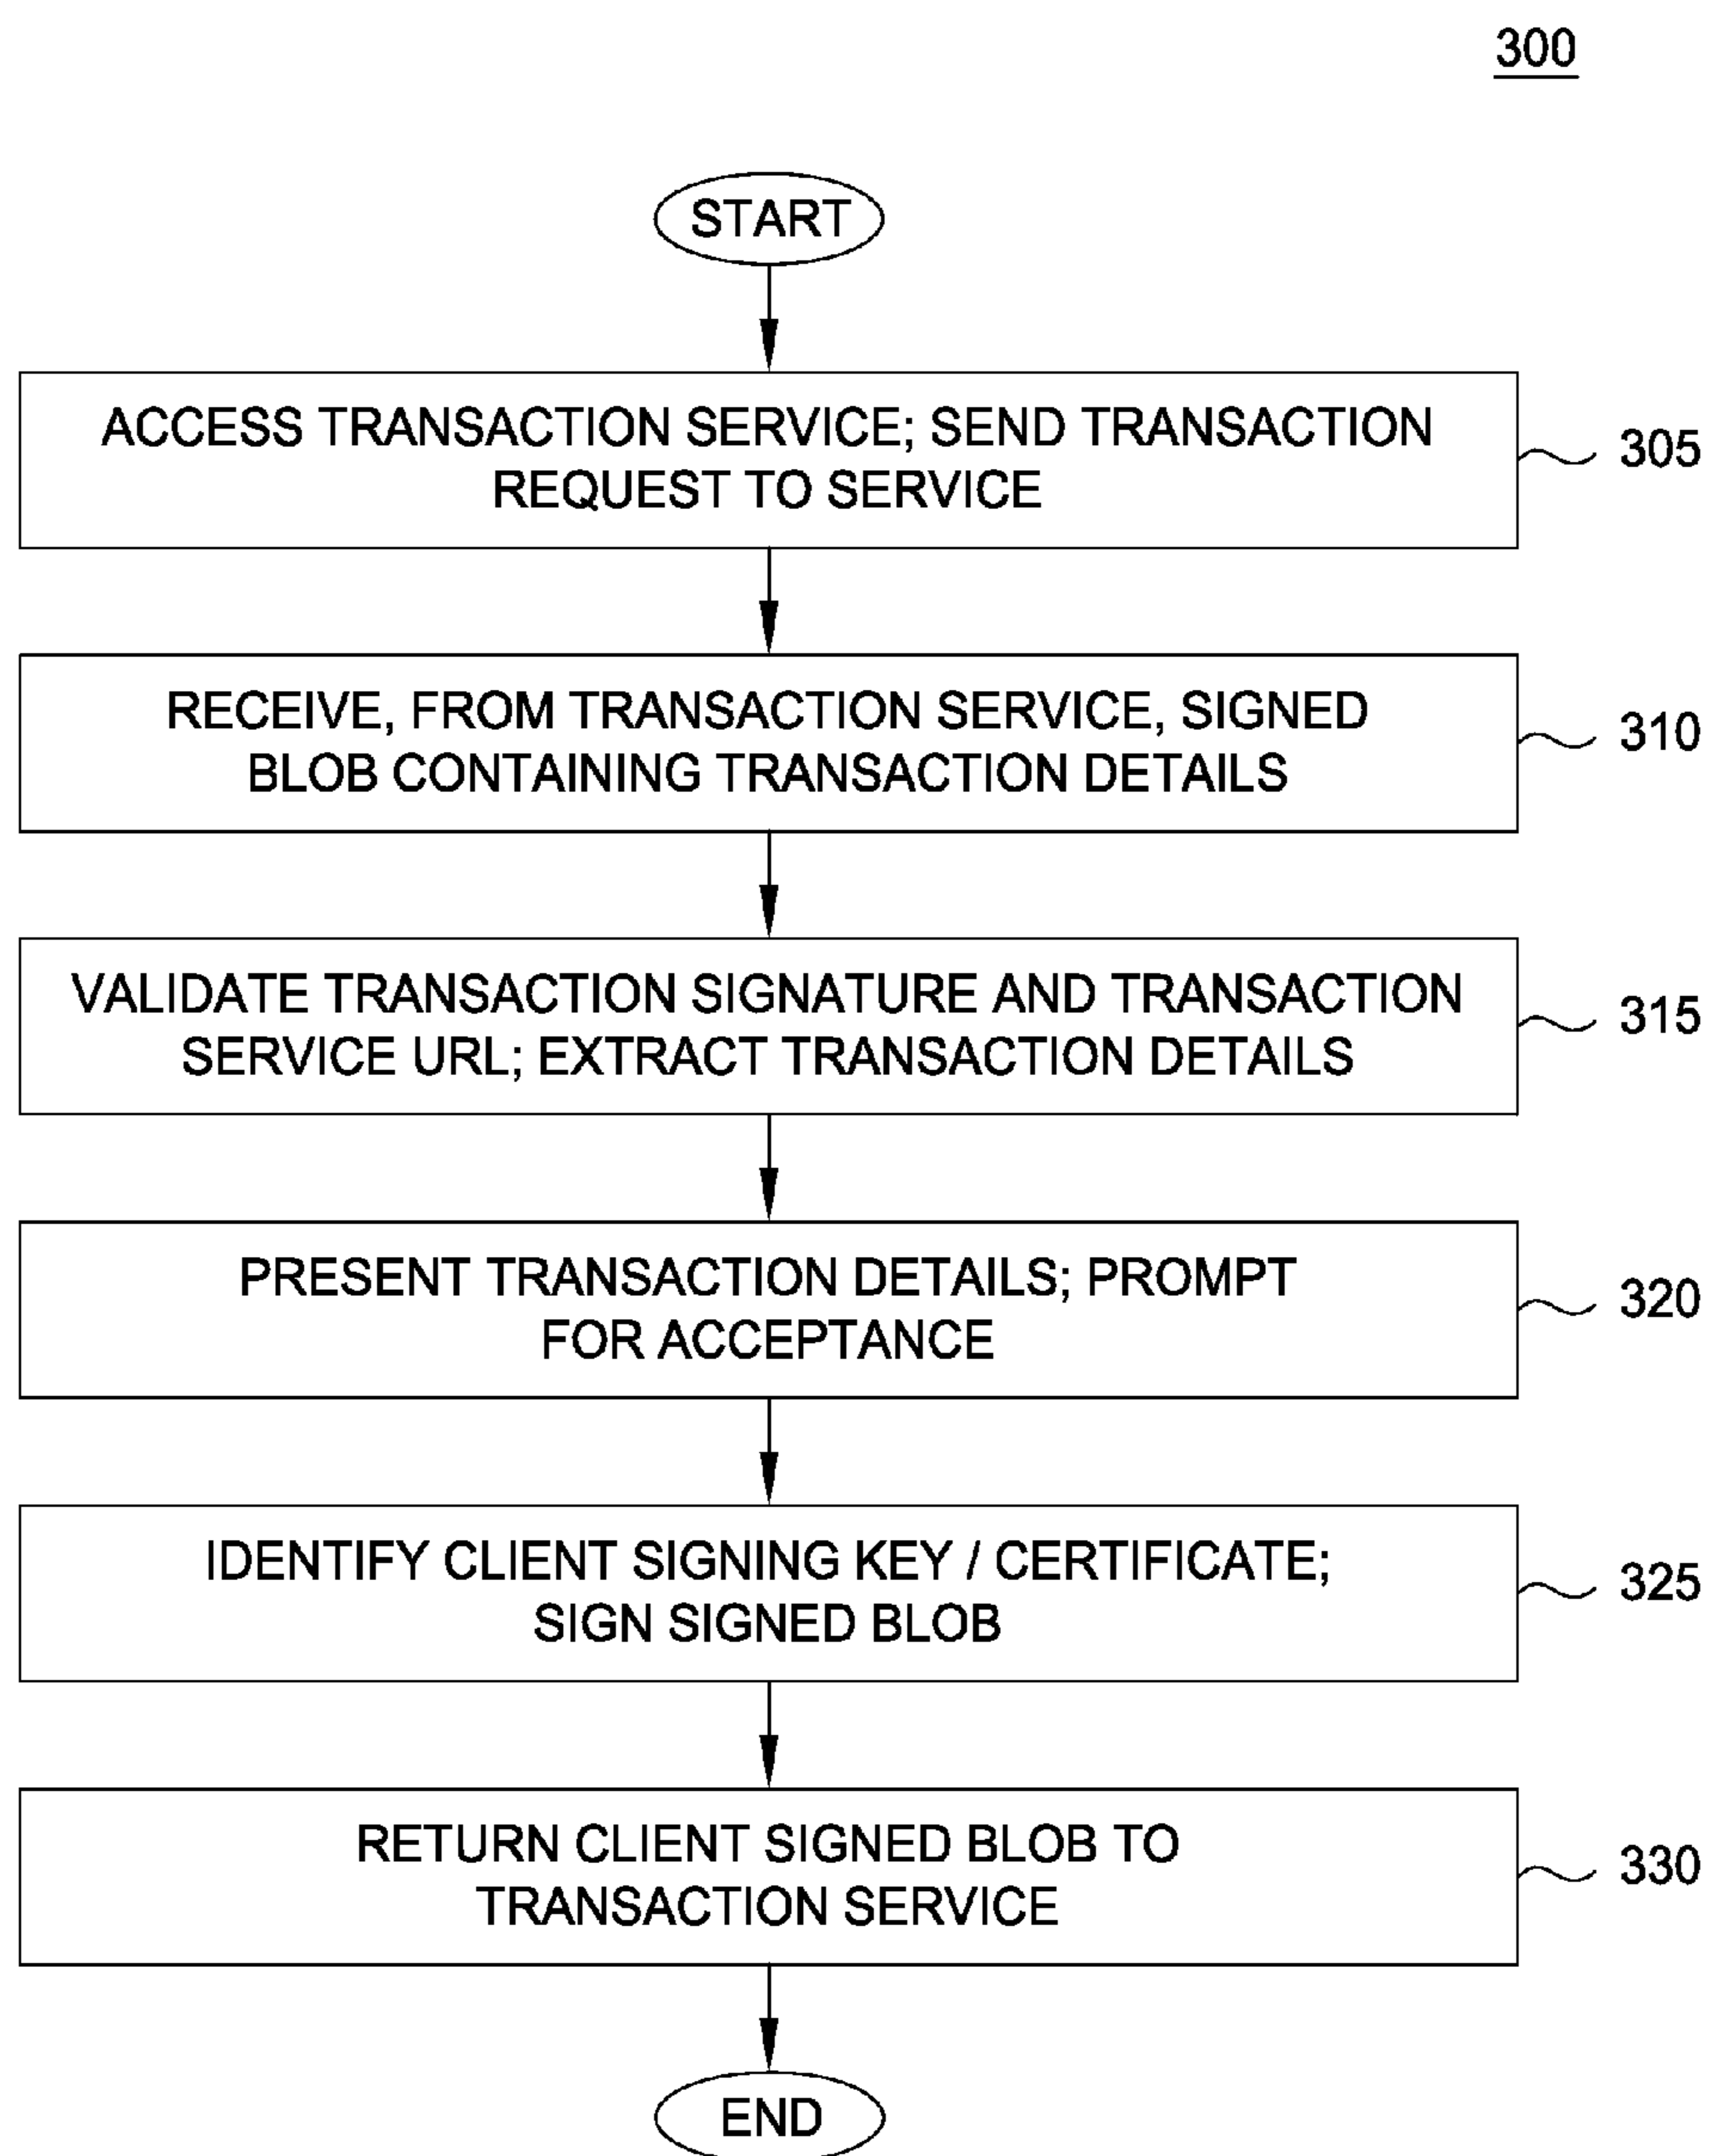 300
START
ACCESS TRANSACTION SERVICE; SEND TRANSACTION
REQUEST TO SERVICE
305
RECEIVE, FROM TRANSACTION SERVICE, SIGNED
BLOB CONTAINING TRANSACTION DETAILS
310
VALIDATE TRANSACTION SIGNATURE AND TRANSACTION
SERVICE URL; EXTRACT TRANSACTION DETAILS
315
PRESENT TRANSACTION DETAILS; PROMPT
FOR ACCEPTANCE
320
IDENTIFY CLIENT SIGNING KEY / CERTIFICATE;
SIGN SIGNED BLOB
325
RETURN CLIENT SIGNED BLOB TO
TRANSACTION SERVICE
330
END